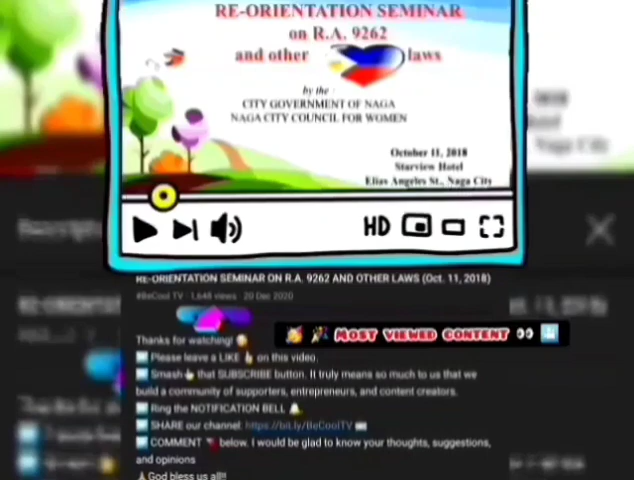 RE-ORIENTATION SEMINAR
on R.A. 9262
and other laws
by the
CITY GOVERNMENT OF NAGA
NAGA CITY COUNCIL FOR WOMEN
October 11, 2018
Starview Hotel
Elias Angeles St., Naga City
HD
RE-ORIENTATION SEMINAR ON R.A. 9262 AND OTHER LAWS (Oct. 11, 2018)
#BeCool TV · 1,648 views · 20 Dec 2020
MOST VIEWED CONTENT
Thanks for watching!
Please leave a LIKE on this video.
Smash that SUBSCRIBE button. It truly means so much to us that we
build a community of supporters, entrepreneurs, and content creators.
Ring the NOTIFICATION BELL
SHARE our channel: https://bit.ly/BeCoolTV
COMMENT below. I would be glad to know your thoughts, suggestions,
and opinions
God bless us all!!